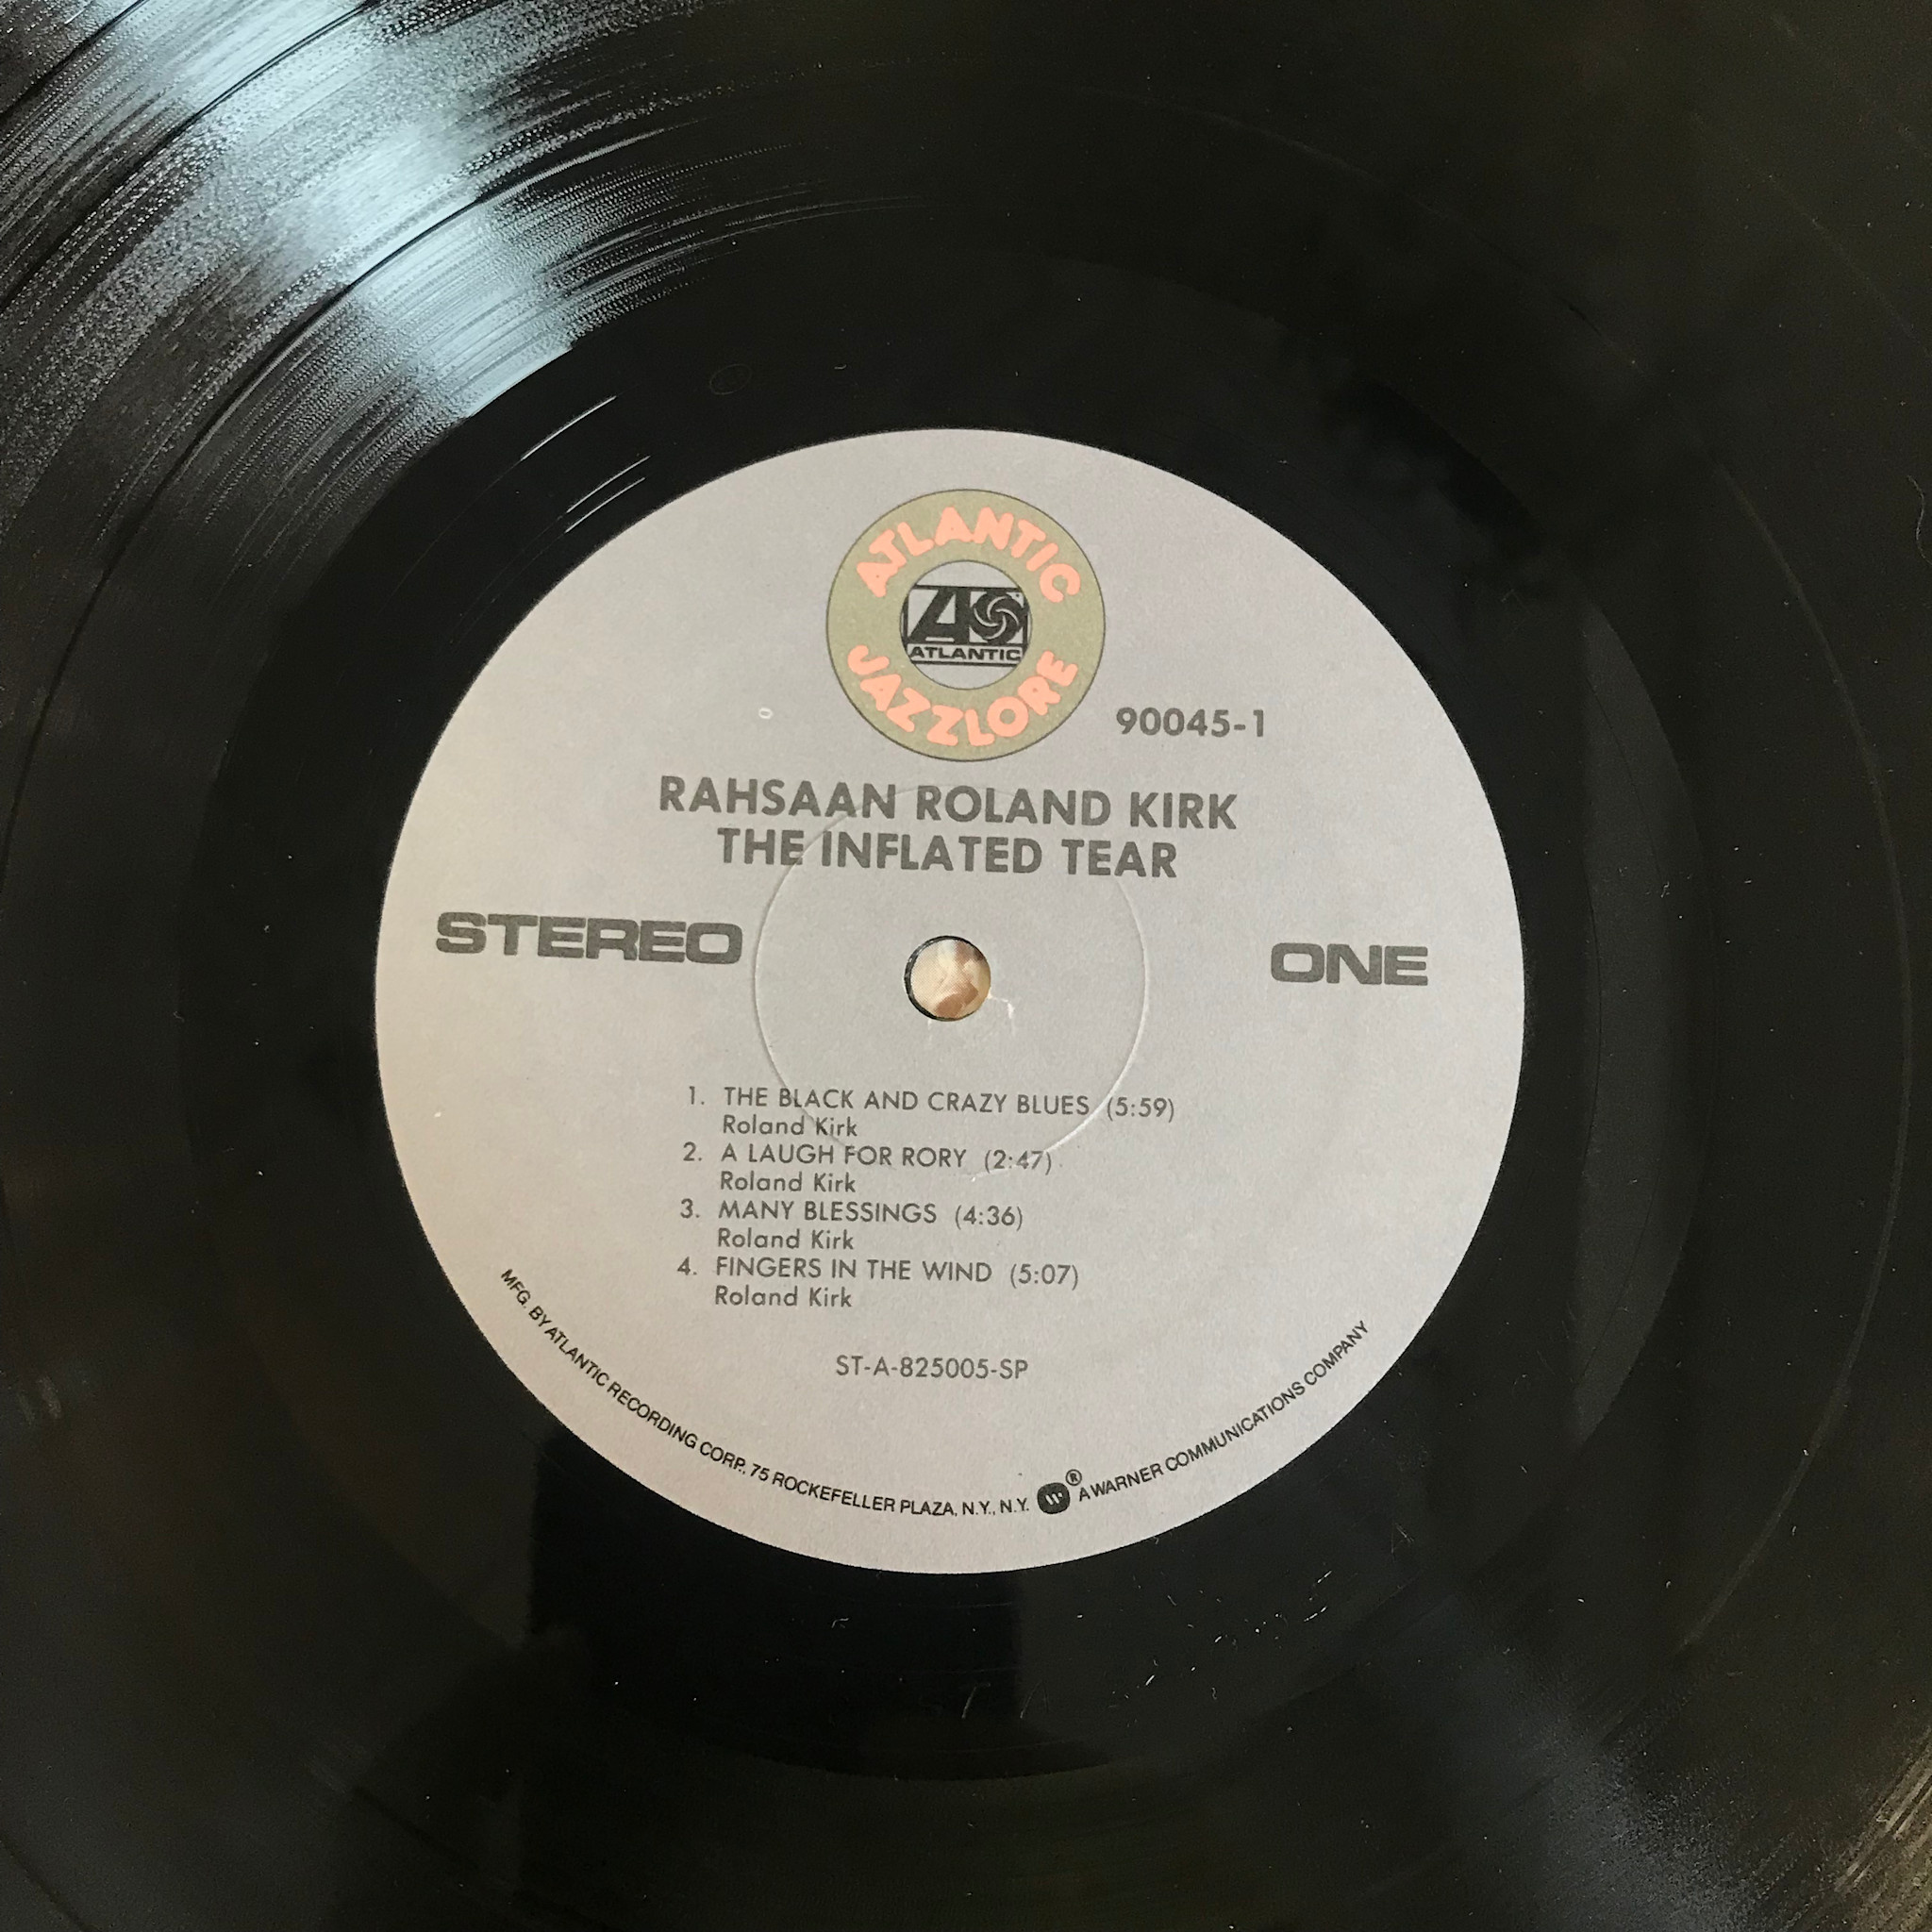 ATLANTIC
ATLANTIC
JAZZLORE
90045-1
RAHSAAN ROLAND KIRK
THE INFLATED TEAR
STEREO
ONE
1. THE BLACK AND CRAZY BLUES (5:59)
Roland Kirk
2. A LAUGH FOR RORY (2:47)
Roland Kirk
3. MANY BLESSINGS (4:36)
Roland Kirk
4. FINGERS IN THE WIND (5:07)
Roland Kirk
ST-A-825005-SP
MFG. BY ATLANTIC RECORDING CORP., 75 ROCKEFELLER PLAZA, N.Y., N.Y. ® A WARNER COMMUNICATIONS COMPANY